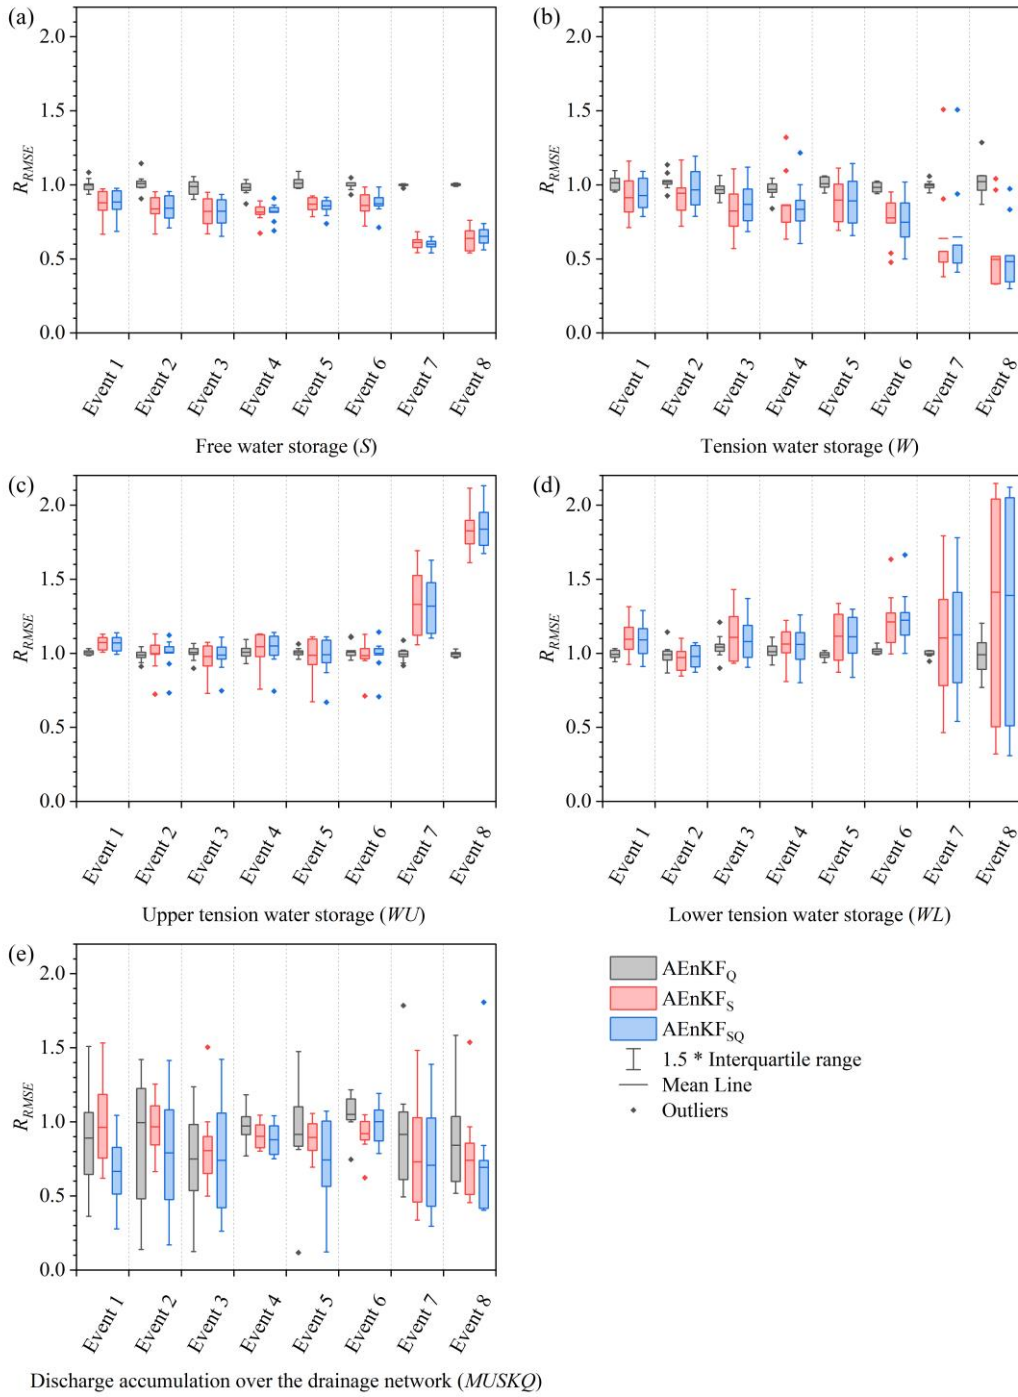 (a)
2.0
1.5
1.0
0.5
0.0
R_RMSE
Event 1
Event 2
Event 3
Event 4
Event 5
Event 6
Event 7
Event 8
Free water storage (S)
(b)
2.0
1.5
1.0
0.5
0.0
R_RMSE
Event 1
Event 2
Event 3
Event 4
Event 5
Event 6
Event 7
Event 8
Tension water storage (W)
(c)
2.0
1.5
1.0
0.5
0.0
R_RMSE
Event 1
Event 2
Event 3
Event 4
Event 5
Event 6
Event 7
Event 8
Upper tension water storage (WU)
(d)
2.0
1.5
1.0
0.5
0.0
R_RMSE
Event 1
Event 2
Event 3
Event 4
Event 5
Event 6
Event 7
Event 8
Lower tension water storage (WL)
(e)
2.0
1.5
1.0
0.5
0.0
R_RMSE
Event 1
Event 2
Event 3
Event 4
Event 5
Event 6
Event 7
Event 8
Discharge accumulation over the drainage network (MUSKQ)
AEnKF_Q
AEnKF_S
AEnKF_SQ
1.5 * Interquartile range
Mean Line
Outliers